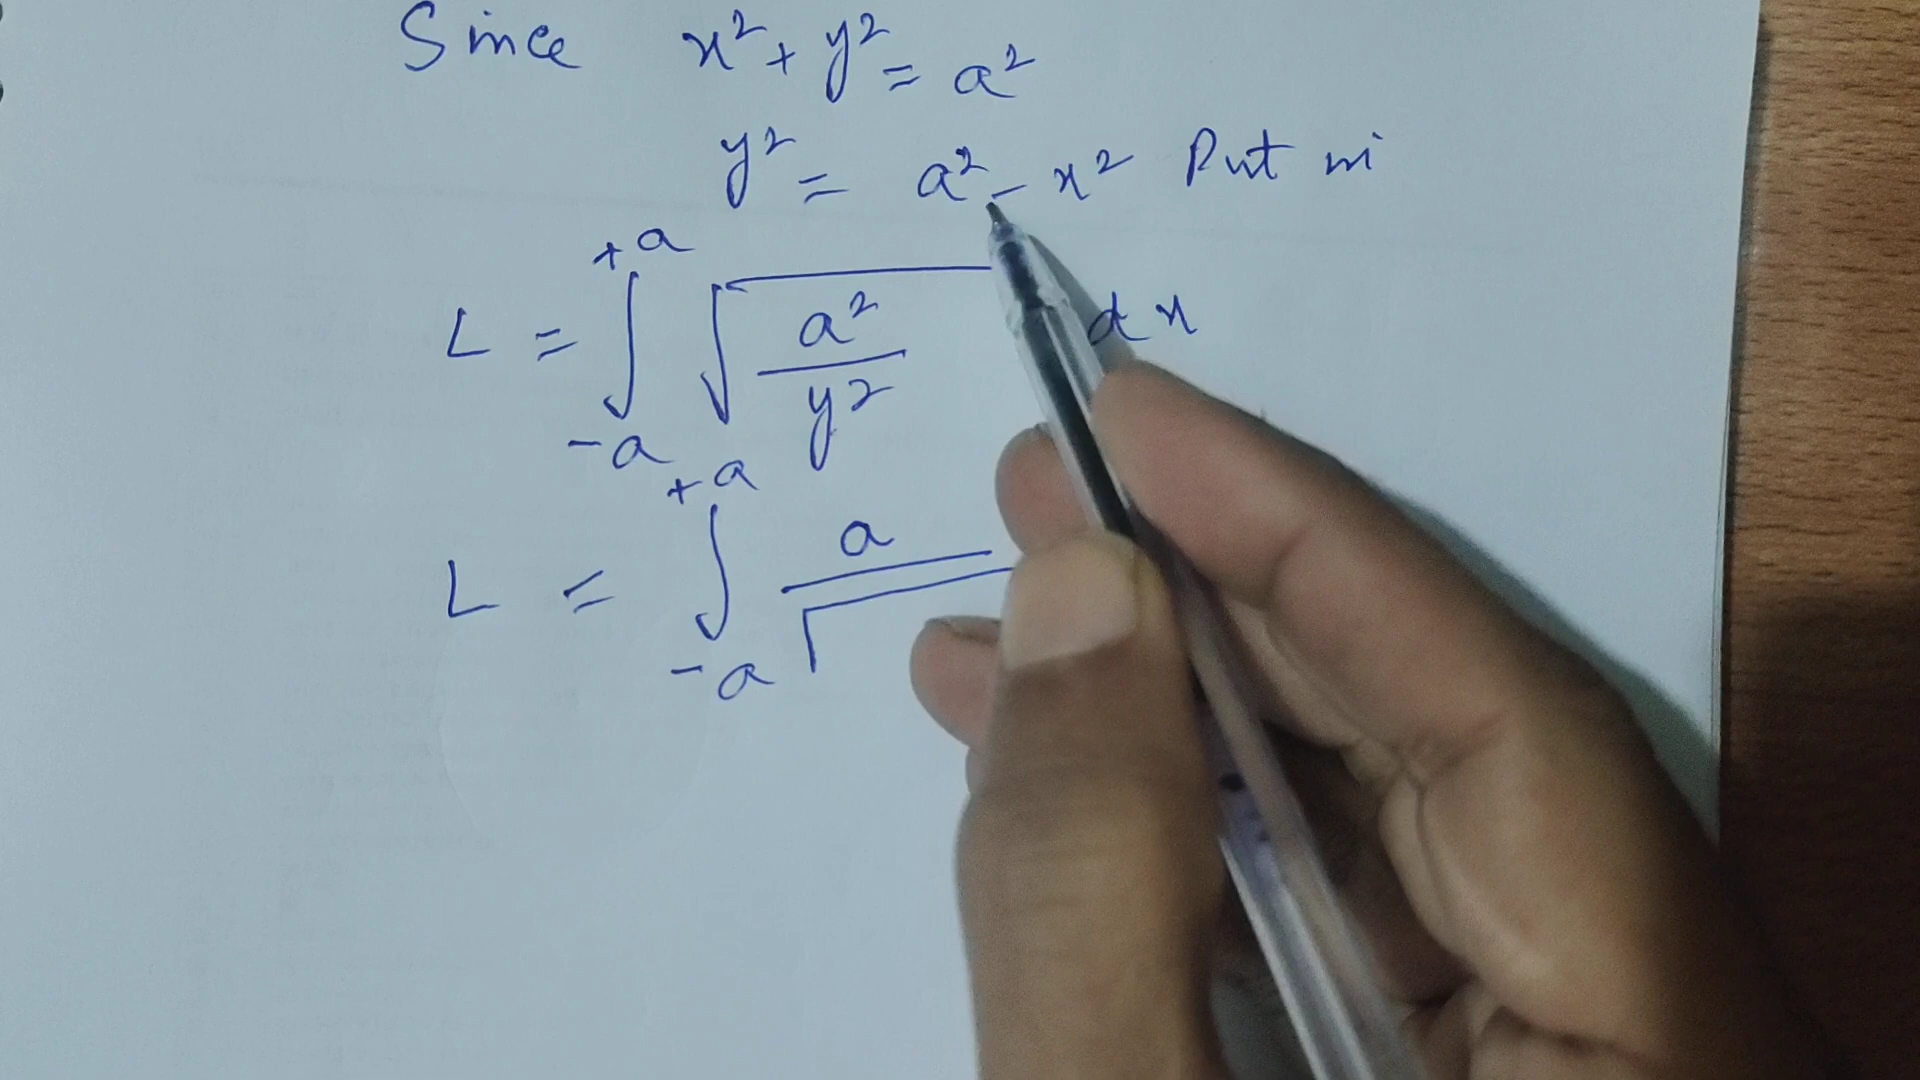 Since x² + y² = a²
y² = a² - x² Put in
L = ∫_{-a}^{+a} √(a²/y²) dx
L = ∫_{-a}^{+a} a/√